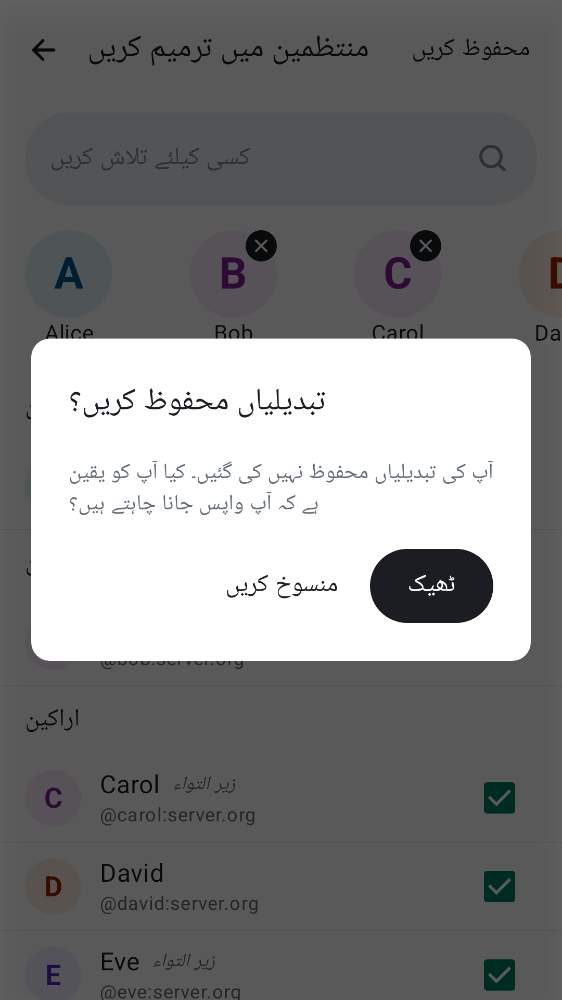 منتظمین میں ترمیم کریں
محفوظ کریں
کسی کیلئے تلاش کریں
A
B
C
D
Alice
Bob
Carol
Da
تبدیلیاں محفوظ کریں؟
آپ کی تبدیلیاں محفوظ نہیں کی گئیں۔ کیا آپ کو یقین
ہے کہ آپ واپس جانا چاہتے ہیں؟
منسوخ کریں
ٹھیک
@bob:server.org
اراکین
C
Carol زیر التواء
@carol:server.org
D
David
@david:server.org
E
Eve زیر التواء
@eve:server.org